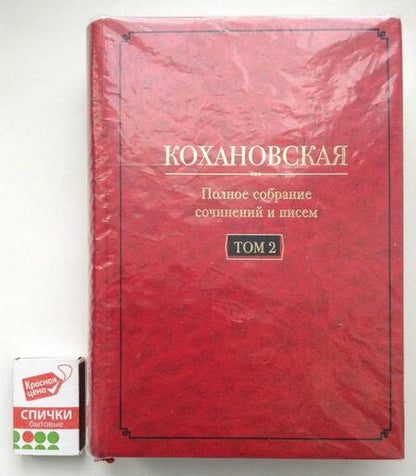 КОХАНОВСКАЯ
Полное собрание
сочинений и писем
ТОМ 2
Красная
цена
СПИЧКИ
бытовые